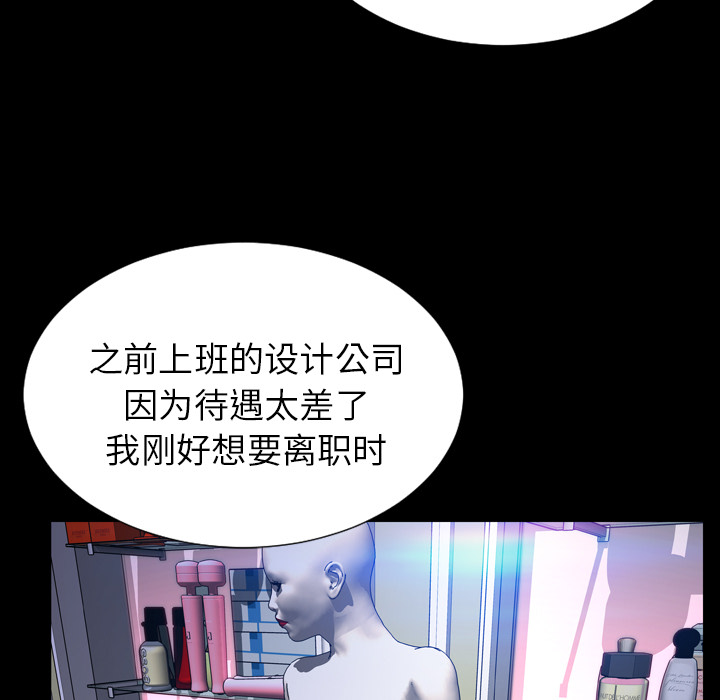 之前上班的设计公司
因为待遇太差了
我刚好想要离职时